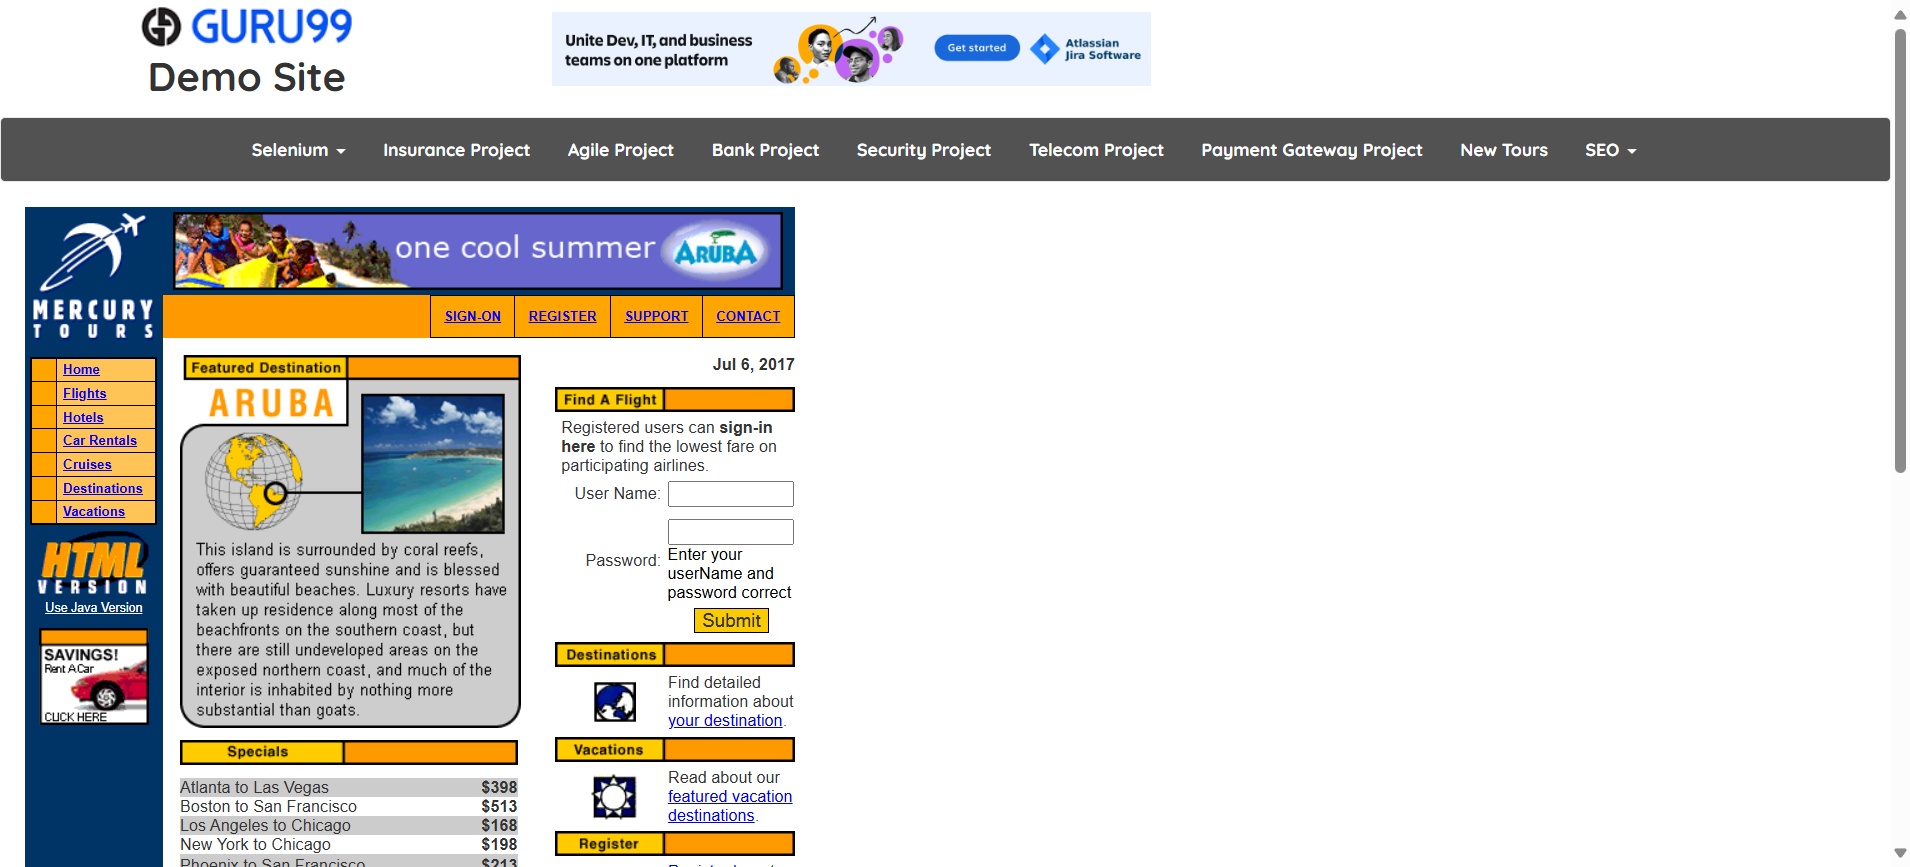 GURU99
Demo Site
Unite Dev, IT, and business
teams on one platform
Get started
Atlassian
Jira Software
Selenium
Insurance Project
Agile Project
Bank Project
Security Project
Telecom Project
Payment Gateway Project
New Tours
SEO
MERCURY
TOURS
one cool summer
ARUBA
SIGN-ON
REGISTER
SUPPORT
CONTACT
Home
Flights
Hotels
Car Rentals
Cruises
Destinations
Vacations
HTML
VERSION
Use Java Version
SAVINGS!
Rent A Car
CLICK HERE
Featured Destination
ARUBA
This island is surrounded by coral reefs,
offers guaranteed sunshine and is blessed
with beautiful beaches. Luxury resorts have
taken up residence along most of the
beachfronts on the southern coast, but
there are still undeveloped areas on the
exposed northern coast, and much of the
interior is inhabited by nothing more
substantial than goats.
Specials
Atlanta to Las Vegas $398
Boston to San Francisco $513
Los Angeles to Chicago $168
New York to Chicago $198
Phoenix to San Francisco $213
Jul 6, 2017
Find A Flight
Registered users can sign-in
here to find the lowest fare on
participating airlines.
User Name:
Password:
Enter your
userName and
password correct
Submit
Destinations
Find detailed
information about
your destination.
Vacations
Read about our
featured vacation
destinations.
Register